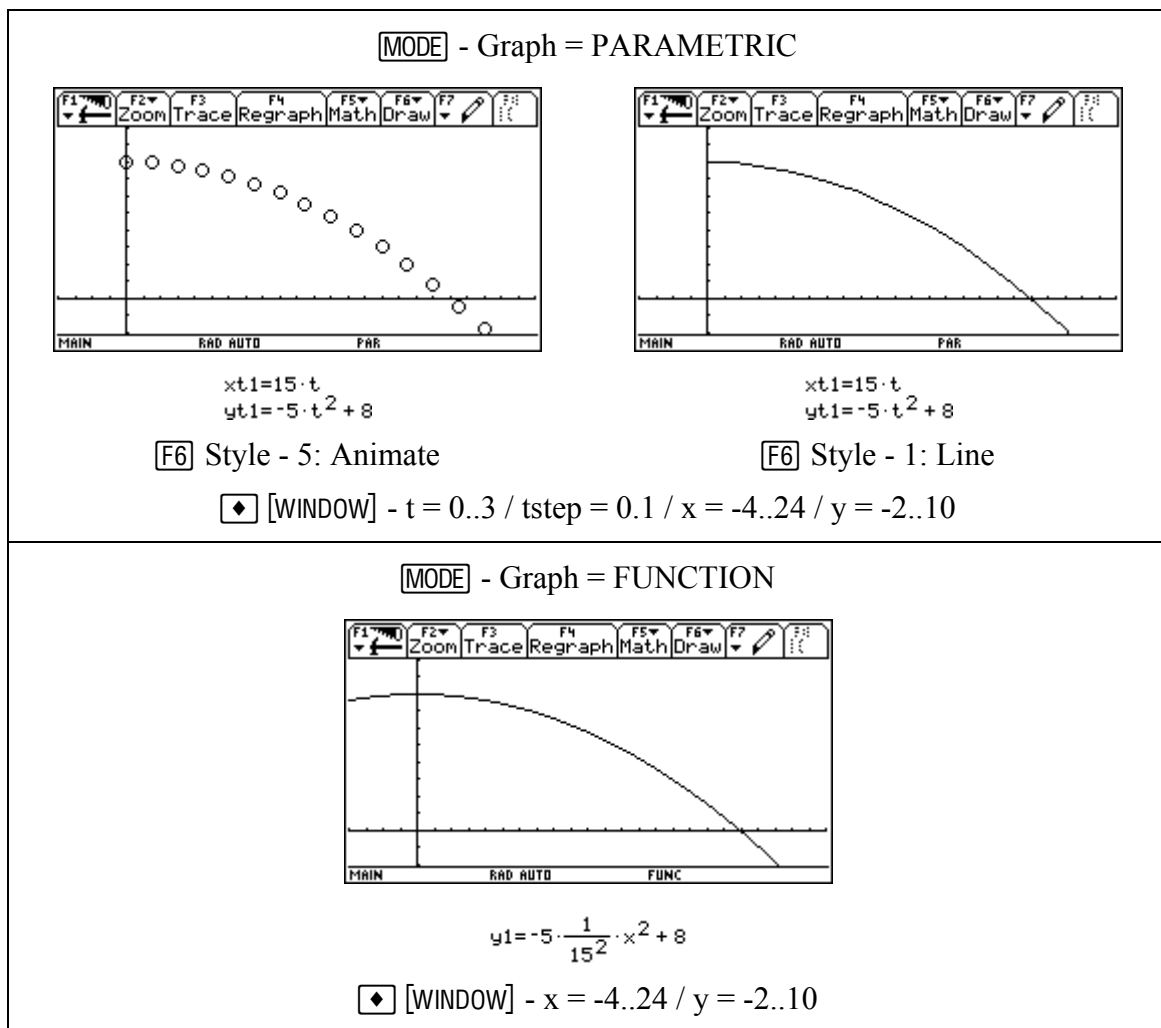 MODE - Graph = PARAMETRIC
F1 F2 Zoom F3 Trace F4 Regraph F5 Math F6 Draw F7
MAIN RAD AUTO PAR
xt1=15·t
yt1=-5·t²+8
F6 Style - 5: Animate
F1 F2 Zoom F3 Trace F4 Regraph F5 Math F6 Draw F7
MAIN RAD AUTO PAR
xt1=15·t
yt1=-5·t²+8
F6 Style - 1: Line
♦ [WINDOW] - t = 0..3 / tstep = 0.1 / x = -4..24 / y = -2..10
MODE - Graph = FUNCTION
F1 F2 Zoom F3 Trace F4 Regraph F5 Math F6 Draw F7
MAIN RAD AUTO FUNC
y1=-5·1/15²·x²+8
♦ [WINDOW] - x = -4..24 / y = -2..10